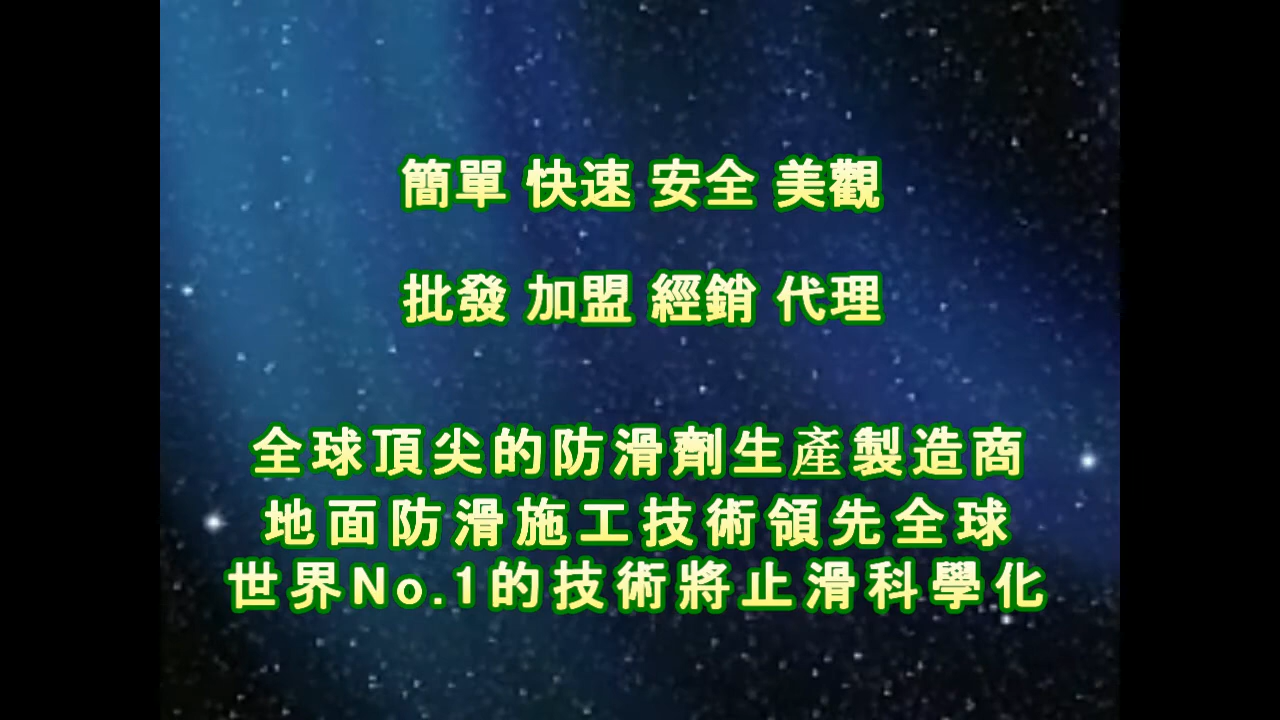 簡單 快速 安全 美觀
批發 加盟 經銷 代理
全球頂尖的防滑劑生產製造商
地面防滑施工技術領先全球
世界No.1的技術將止滑科學化